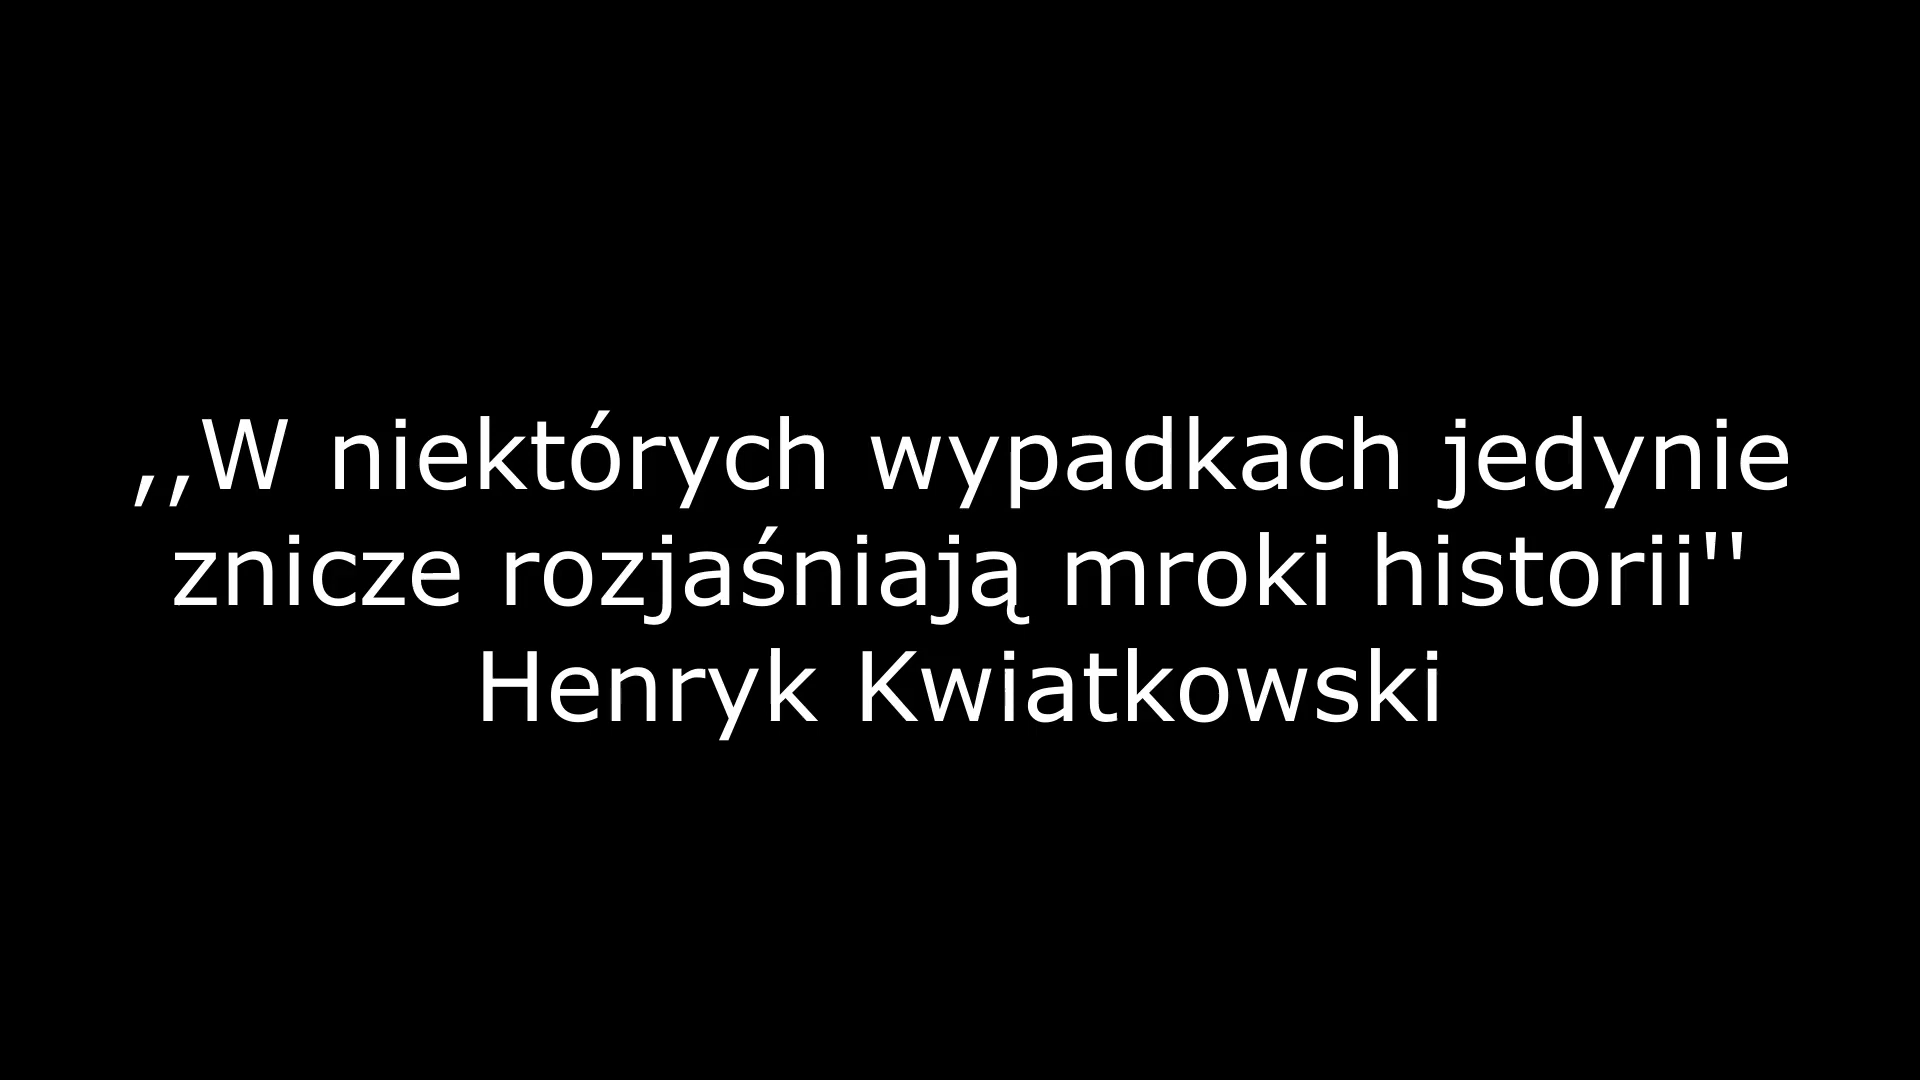 ,,W niektórych wypadkach jedynie
znicze rozjaśniają mroki historii''
Henryk Kwiatkowski